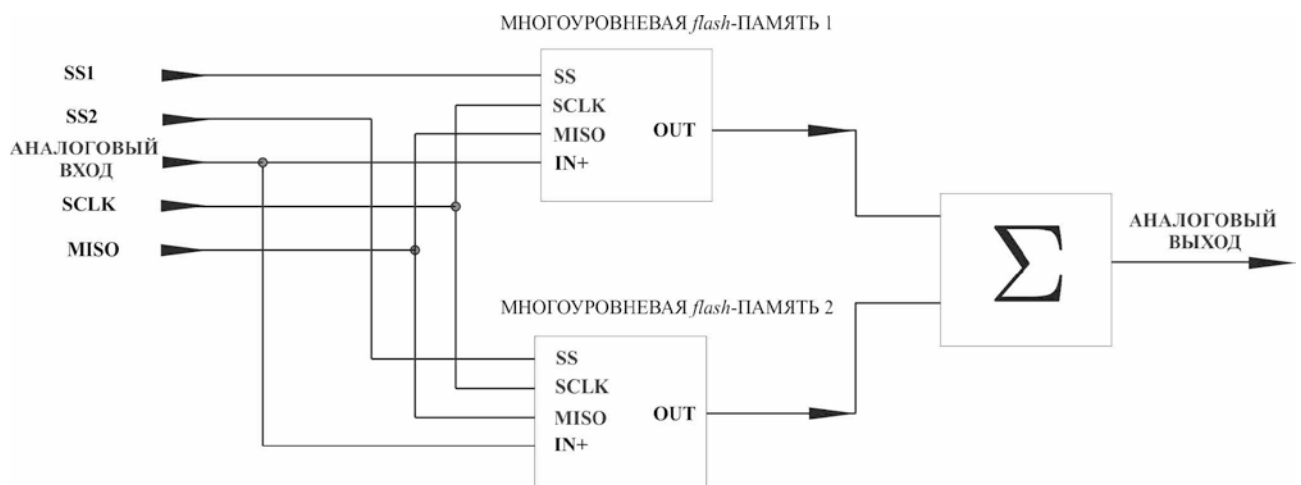 МНОГОУРОВНЕВАЯ flash-ПАМЯТЬ 1
SS1
SS2
АНАЛОГОВЫЙ
ВХОД
SCLK
MISO
SS
SCLK
MISO
IN+
OUT
Σ
АНАЛОГОВЫЙ
ВЫХОД
МНОГОУРОВНЕВАЯ flash-ПАМЯТЬ 2
SS
SCLK
MISO
IN+
OUT